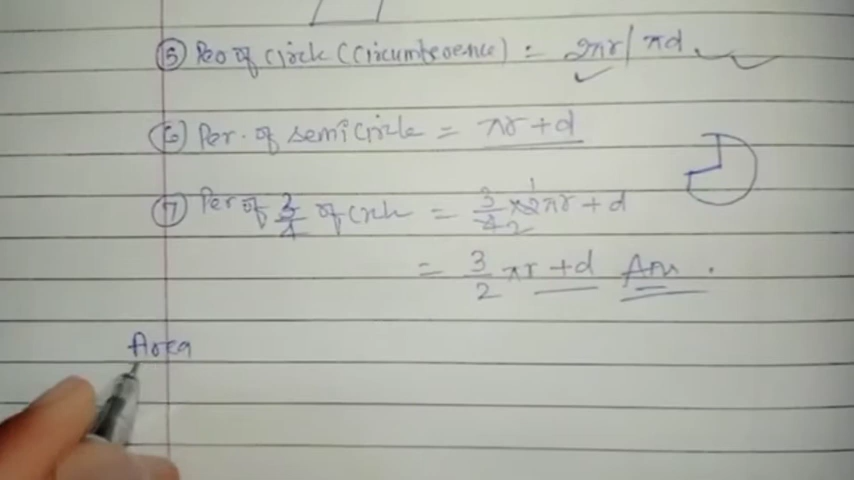 ⑤ Per of circle (circumference) = 2πr / πd
⑥ Per. of semicircle = πr + d
⑦ Per of 3/4 of circle = 3/4 × 2πr + d
= 3/2 πr + d Ans.
Area